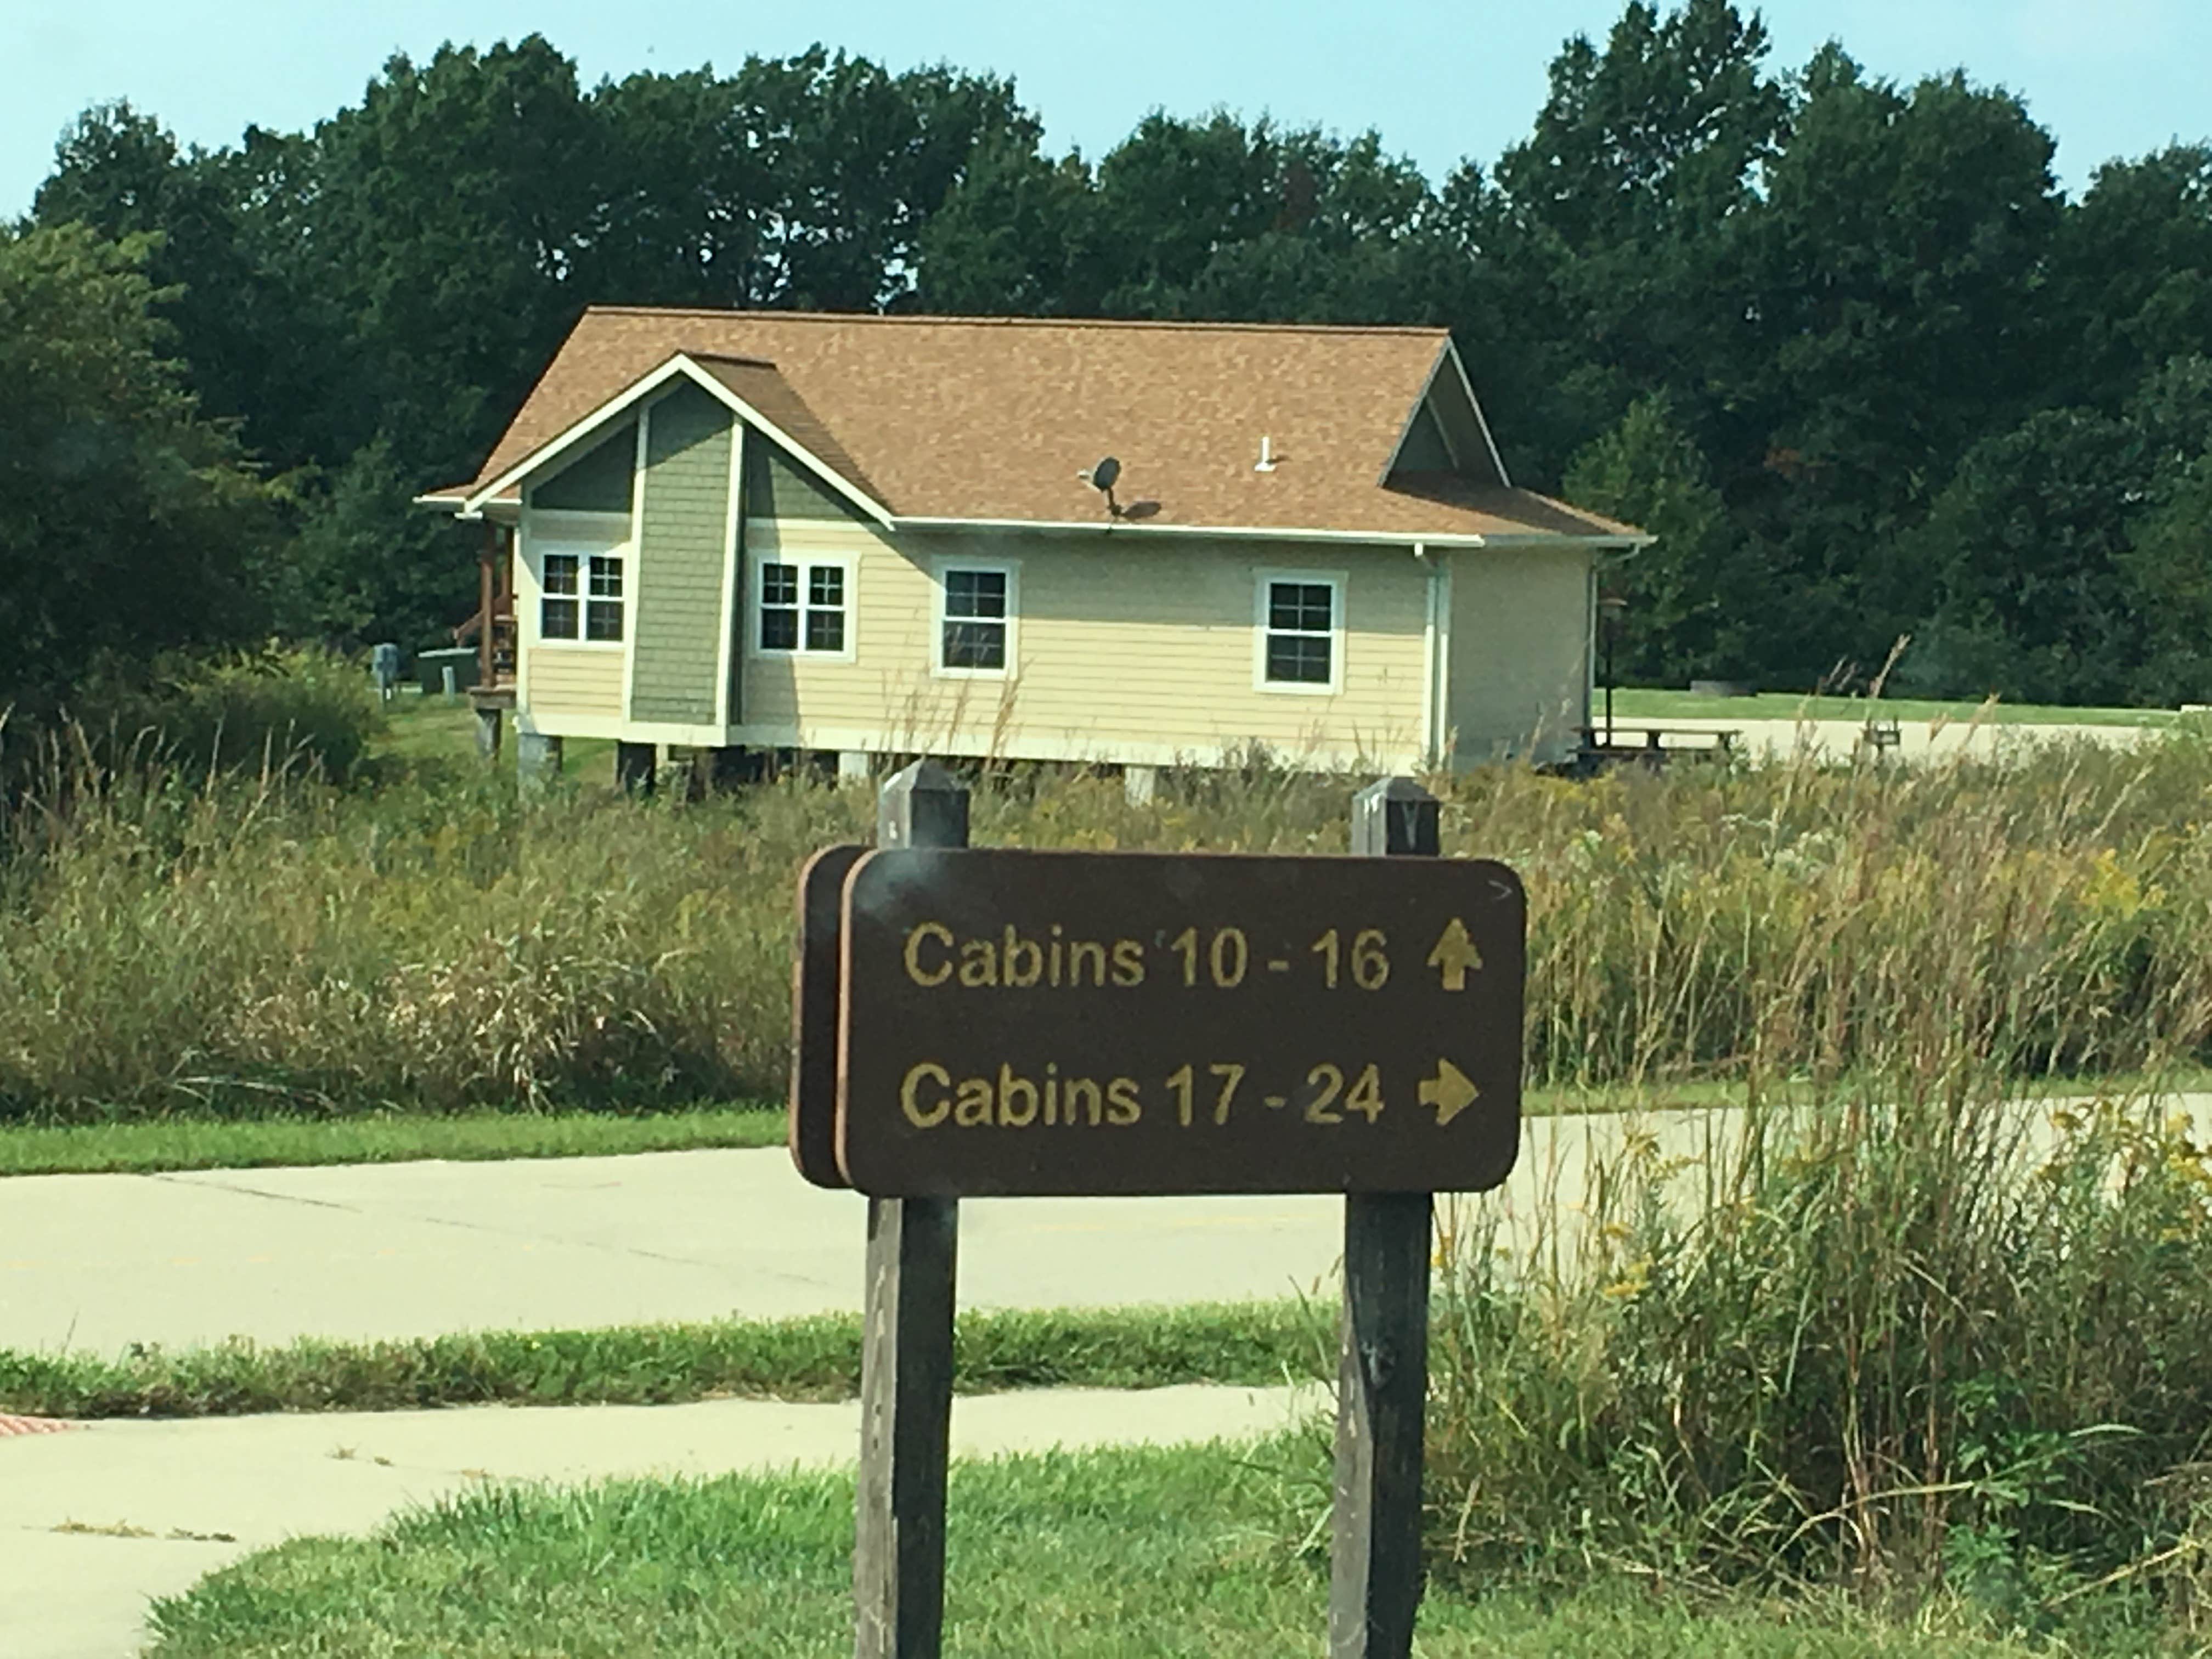 Cabins 10 - 16 ↑
Cabins 17 - 24 →